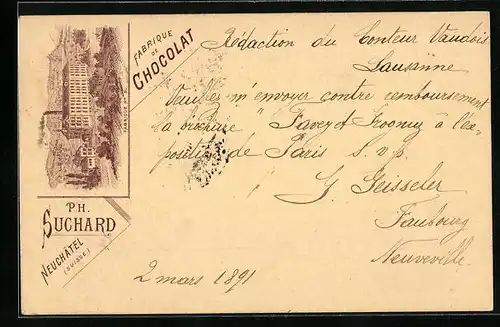 FABRIQUE
DE
CHOCOLAT
PH.
SUCHARD
NEUCHÂTEL
(SUISSE)
Rédaction du Conteur Vaudois
Lausanne
Veuillez m'envoyer contre remboursement
la brochure "Favey et Grognuz à l'ex-
position de Paris s. v. p.
G. Geisseler
Faubourg
Neuveville.
2 mars 1891